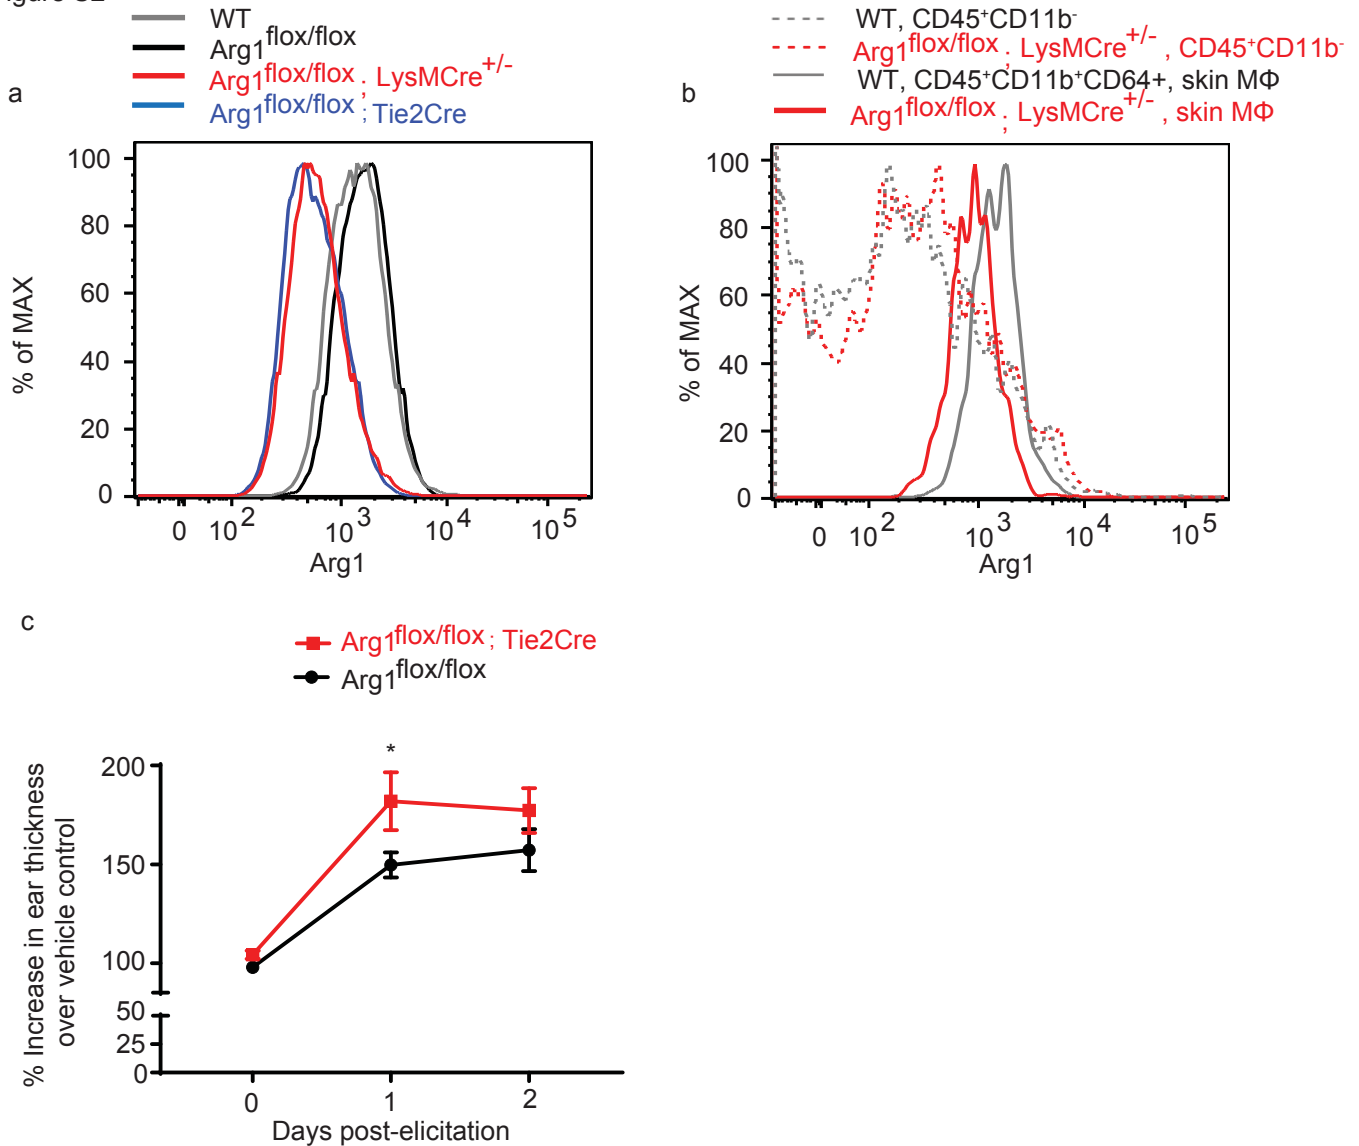 WT
Arg1flox/flox
Arg1flox/flox ; LysMCre+/-
Arg1flox/flox ; Tie2Cre
a
100
80
60
40
20
0
% of MAX
0 10² 10³ 10⁴ 10⁵
Arg1
WT, CD45⁺CD11b⁻
Arg1flox/flox ; LysMCre+/- , CD45⁺CD11b⁻
WT, CD45⁺CD11b⁺CD64+, skin MΦ
Arg1flox/flox ; LysMCre+/- , skin MΦ
b
100
80
60
40
20
0
% of MAX
0 10² 10³ 10⁴ 10⁵
Arg1
c
Arg1flox/flox ; Tie2Cre
Arg1flox/flox
*
200
150
100
50
25
0
% Increase in ear thickness
over vehicle control
0 1 2
Days post-elicitation